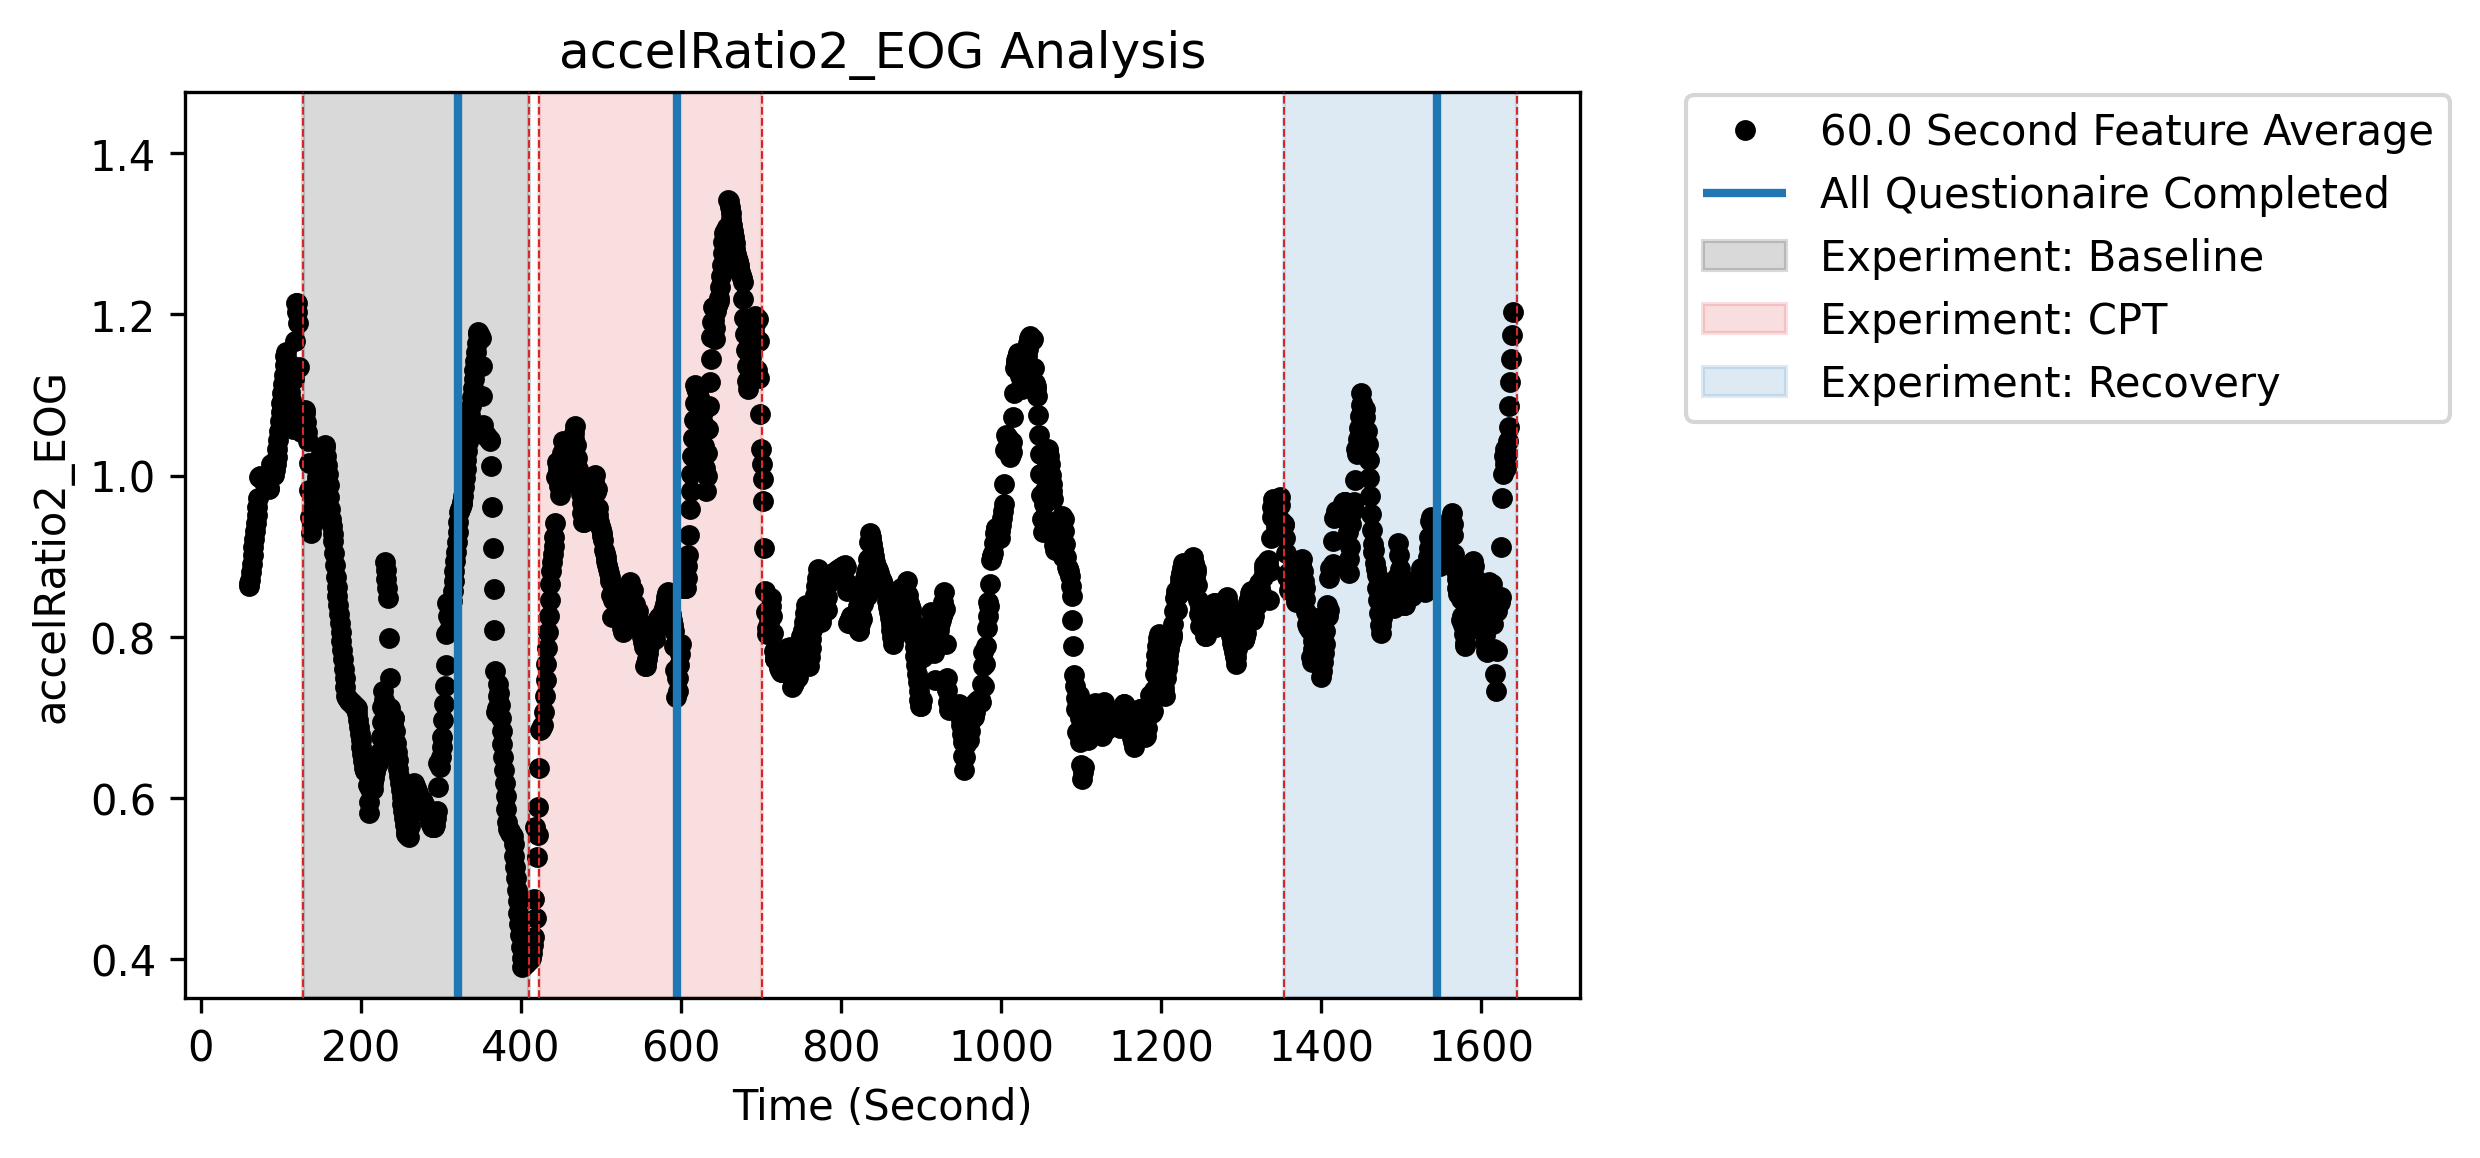 accelRatio2_EOG Analysis
accelRatio2_EOG
1.4
1.2
1.0
0.8
0.6
0.4
0 200 400 600 800 1000 1200 1400 1600
Time (Second)
60.0 Second Feature Average
All Questionaire Completed
Experiment: Baseline
Experiment: CPT
Experiment: Recovery